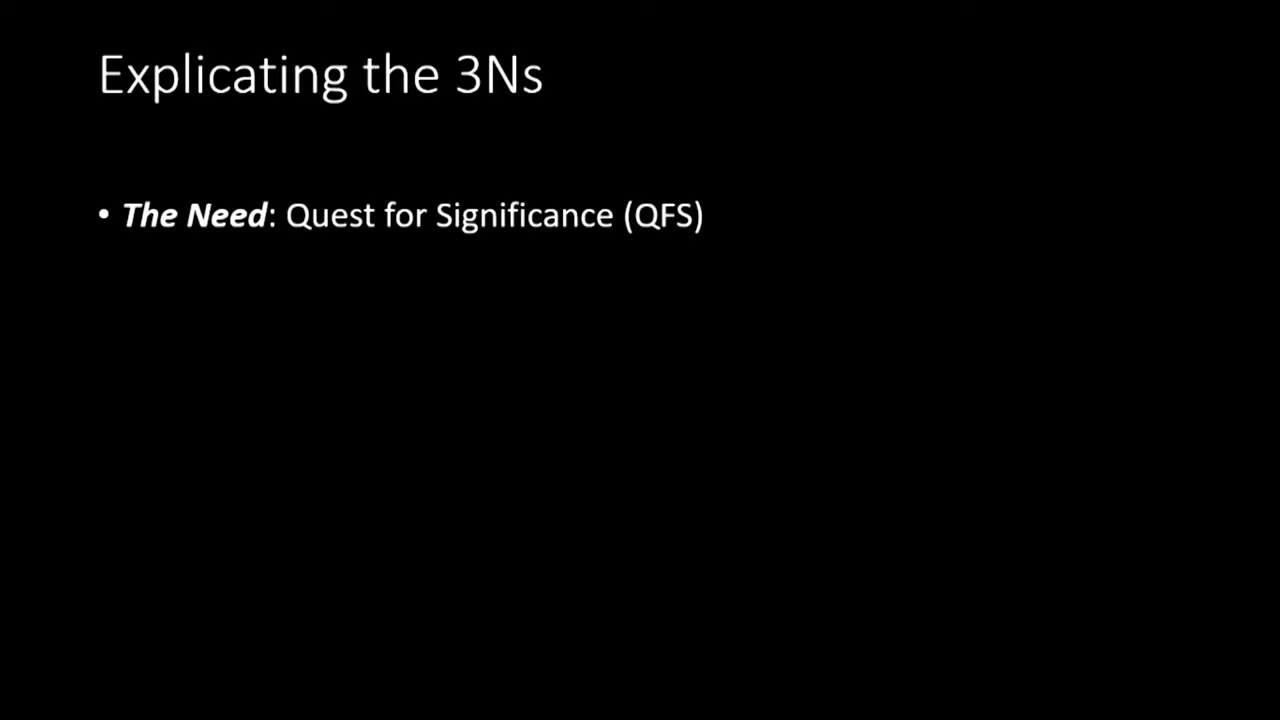 Explicating the 3Ns
• The Need: Quest for Significance (QFS)